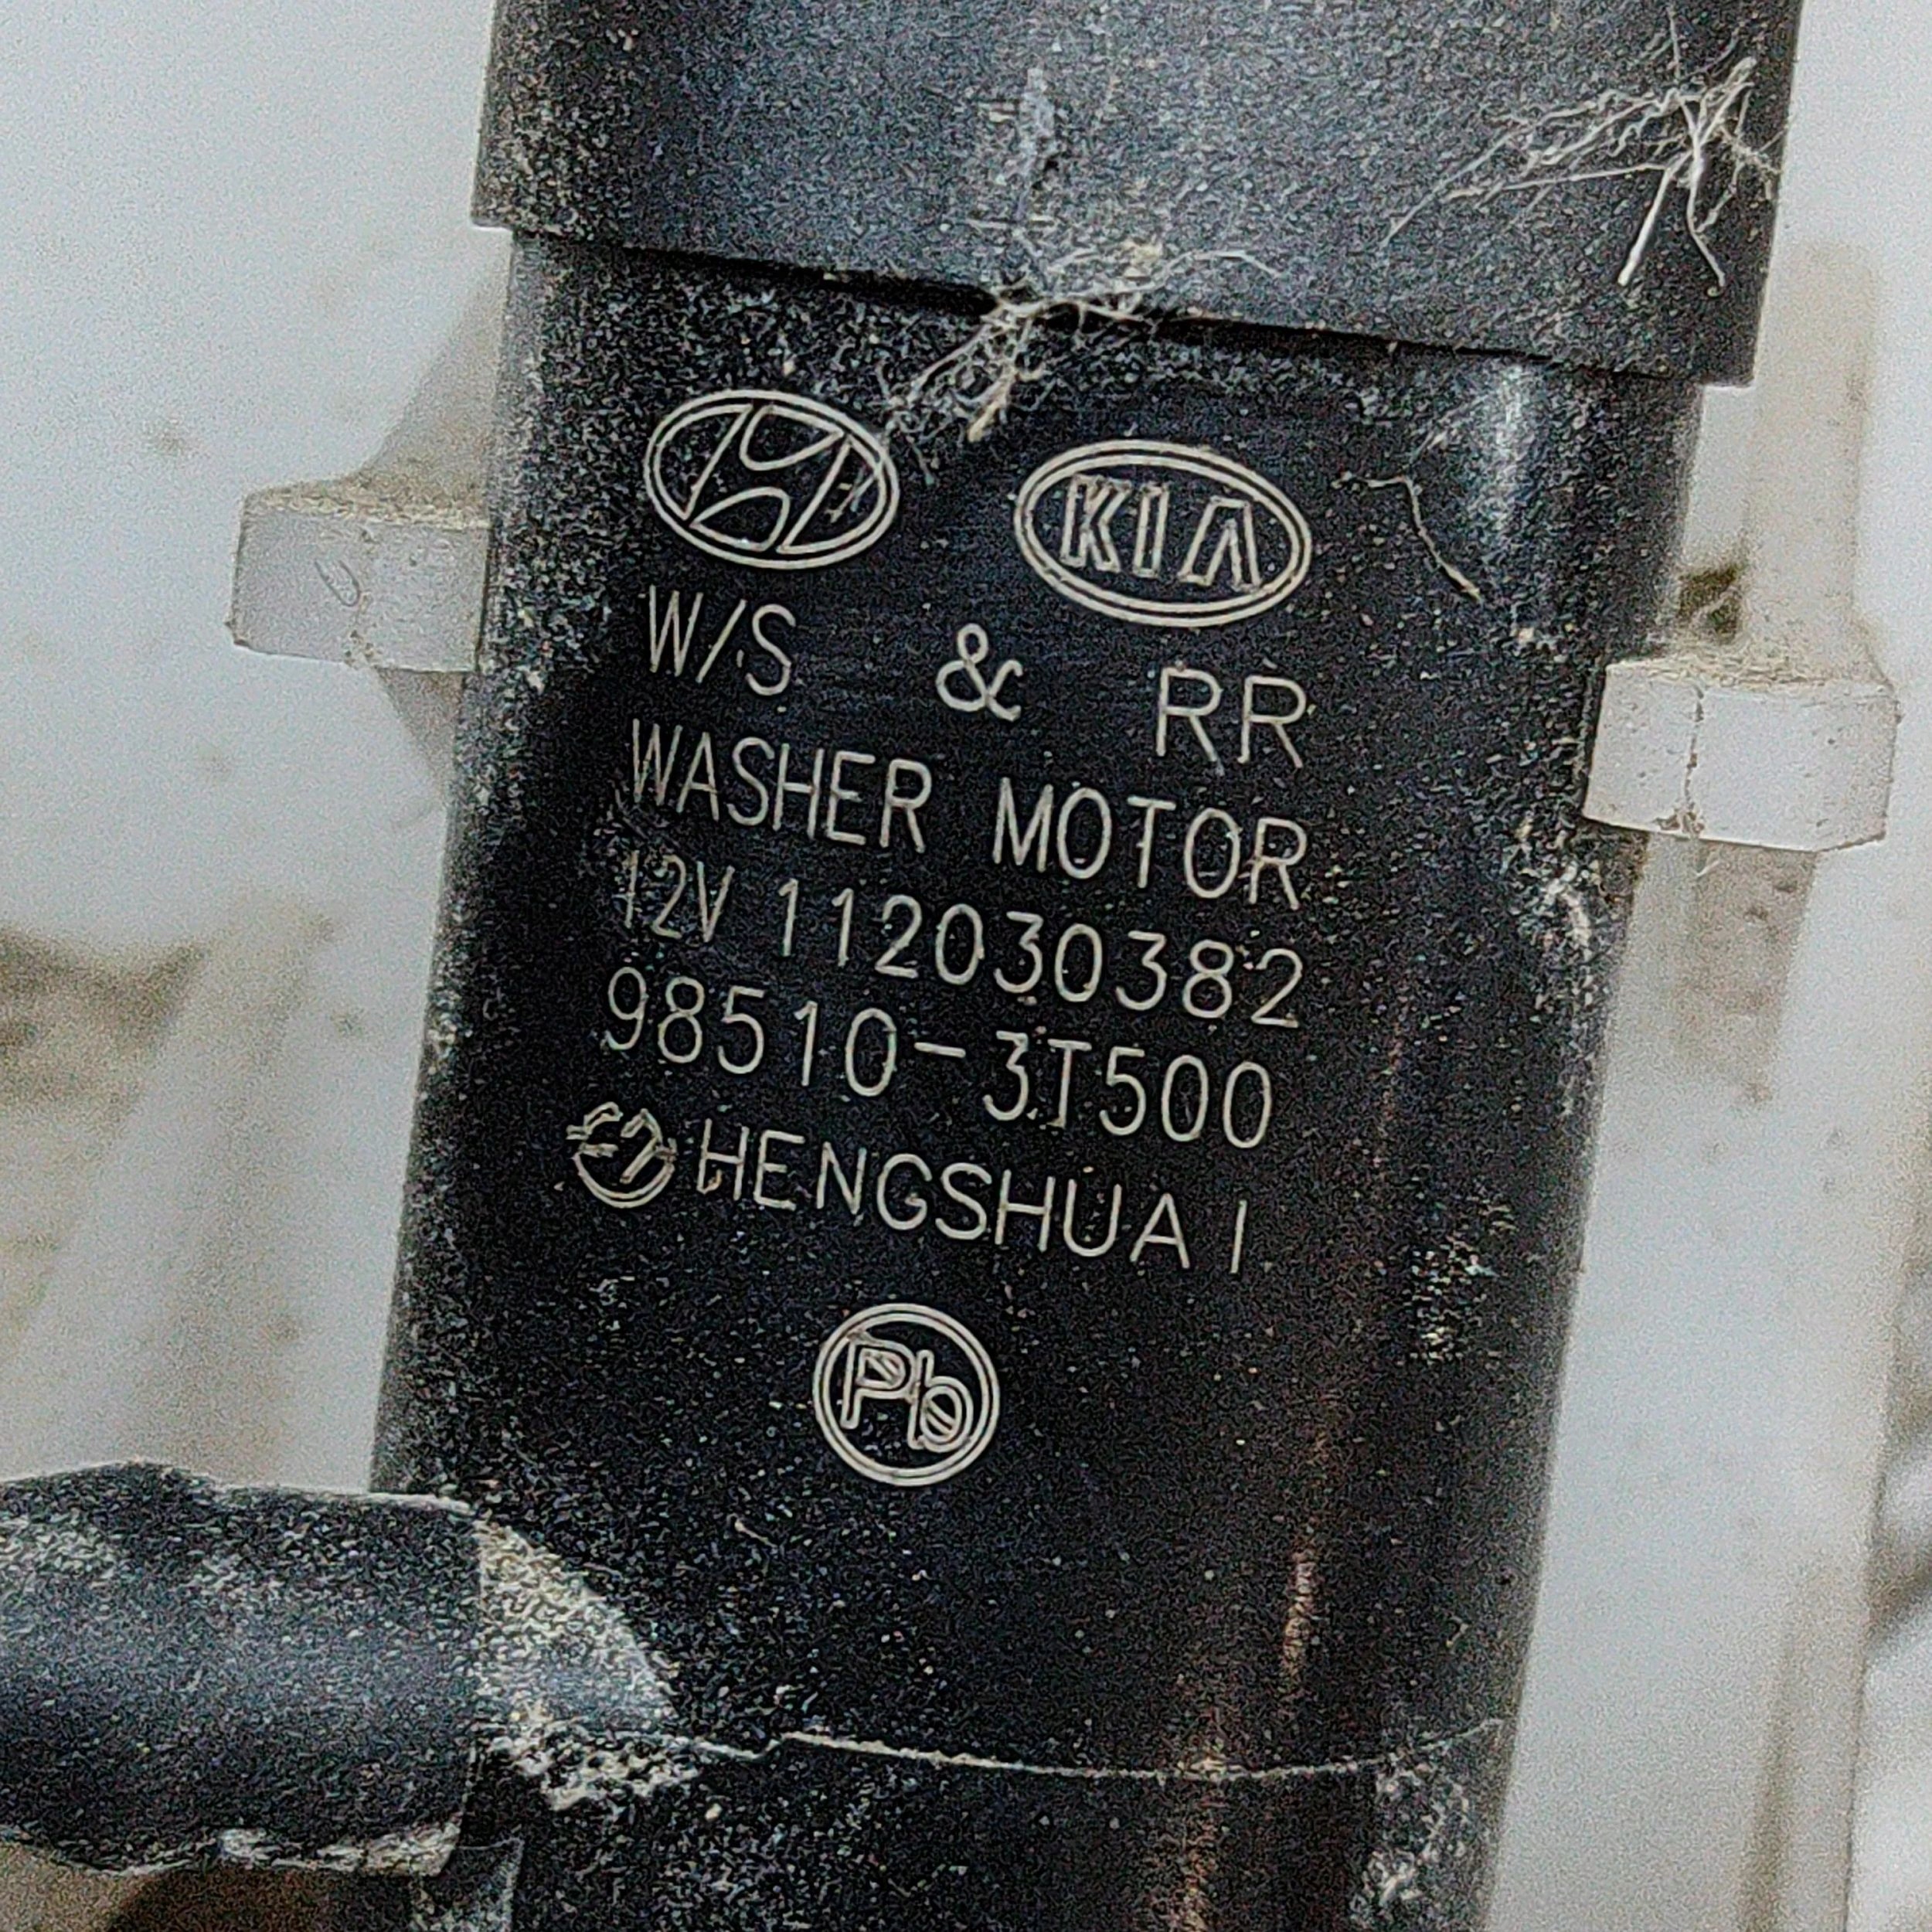 H KIA
W/S & RR
WASHER MOTOR
12V 112030382
98510-3T500
HENGSHUAI
Pb